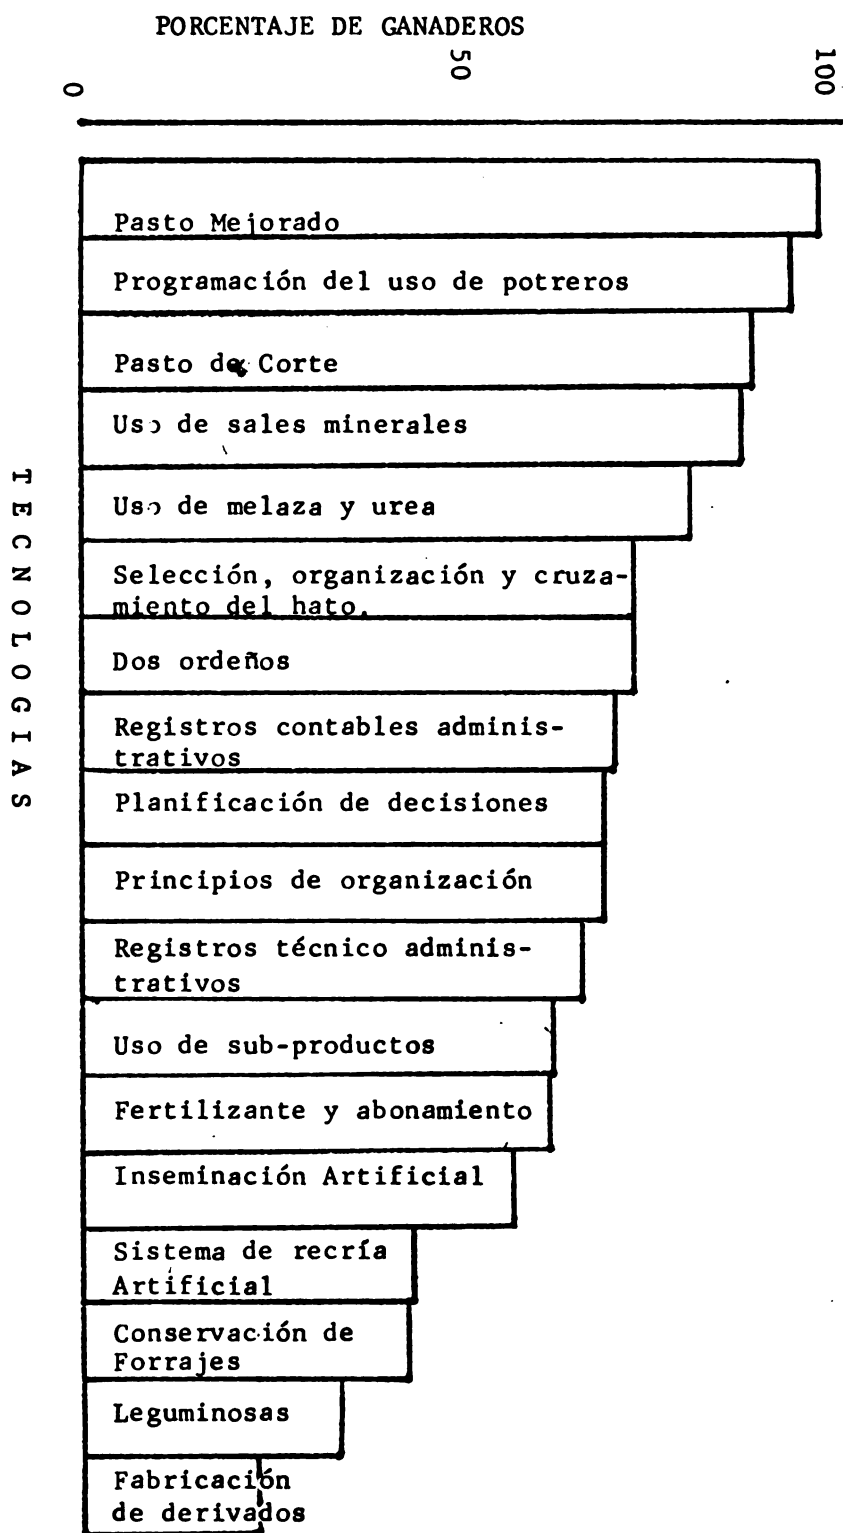 PORCENTAJE DE GANADEROS
0
50
100
TECNOLOGIAS
Pasto Mejorado
Programación del uso de potreros
Pasto de Corte
Uso de sales minerales
Uso de melaza y urea
Selección, organización y cruza-
miento del hato.
Dos ordeños
Registros contables adminis-
trativos
Planificación de decisiones
Principios de organización
Registros técnico adminis-
trativos
Uso de sub-productos
Fertilizante y abonamiento
Inseminación Artificial
Sistema de recría
Artificial
Conservación de
Forrajes
Leguminosas
Fabricación
de derivados